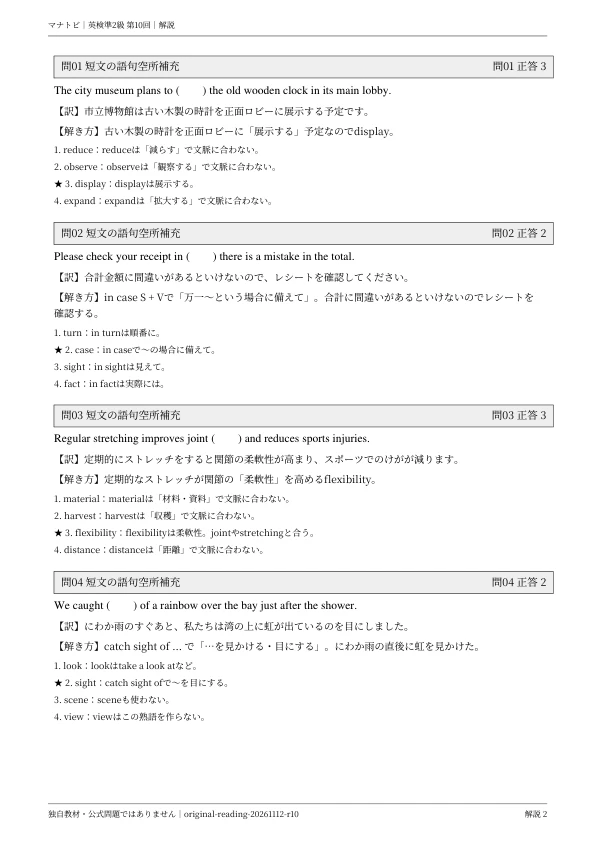 マナトビ｜英検準2級 第10回｜解説
問01 短文の語句空所補充 問01 正答 3
The city museum plans to (　　) the old wooden clock in its main lobby.
【訳】市立博物館は古い木製の時計を正面ロビーに展示する予定です。
【解き方】古い木製の時計を正面ロビーに「展示する」予定なのでdisplay。
1. reduce：reduceは「減らす」で文脈に合わない。
2. observe：observeは「観察する」で文脈に合わない。
★ 3. display：displayは展示する。
4. expand：expandは「拡大する」で文脈に合わない。
問02 短文の語句空所補充 問02 正答 2
Please check your receipt in (　　) there is a mistake in the total.
【訳】合計金額に間違いがあるといけないので、レシートを確認してください。
【解き方】in case S + Vで「万一〜という場合に備えて」。合計に間違いがあるといけないのでレシートを
確認する。
1. turn：in turnは順番に。
★ 2. case：in caseで〜の場合に備えて。
3. sight：in sightは見えて。
4. fact：in factは実際には。
問03 短文の語句空所補充 問03 正答 3
Regular stretching improves joint (　　) and reduces sports injuries.
【訳】定期的にストレッチをすると関節の柔軟性が高まり、スポーツでのけがが減ります。
【解き方】定期的なストレッチが関節の「柔軟性」を高めるflexibility。
1. material：materialは「材料・資料」で文脈に合わない。
2. harvest：harvestは「収穫」で文脈に合わない。
★ 3. flexibility：flexibilityは柔軟性。jointやstretchingと合う。
4. distance：distanceは「距離」で文脈に合わない。
問04 短文の語句空所補充 問04 正答 2
We caught (　　) of a rainbow over the bay just after the shower.
【訳】にわか雨のすぐあと、私たちは湾の上に虹が出ているのを目にしました。
【解き方】catch sight of … で「…を見かける・目にする」。にわか雨の直後に虹を見かけた。
1. look：lookはtake a look atなど。
★ 2. sight：catch sight ofで〜を目にする。
3. scene：sceneも使わない。
4. view：viewはこの熟語を作らない。
独自教材・公式問題ではありません｜original-reading-20261112-r10 解説 2